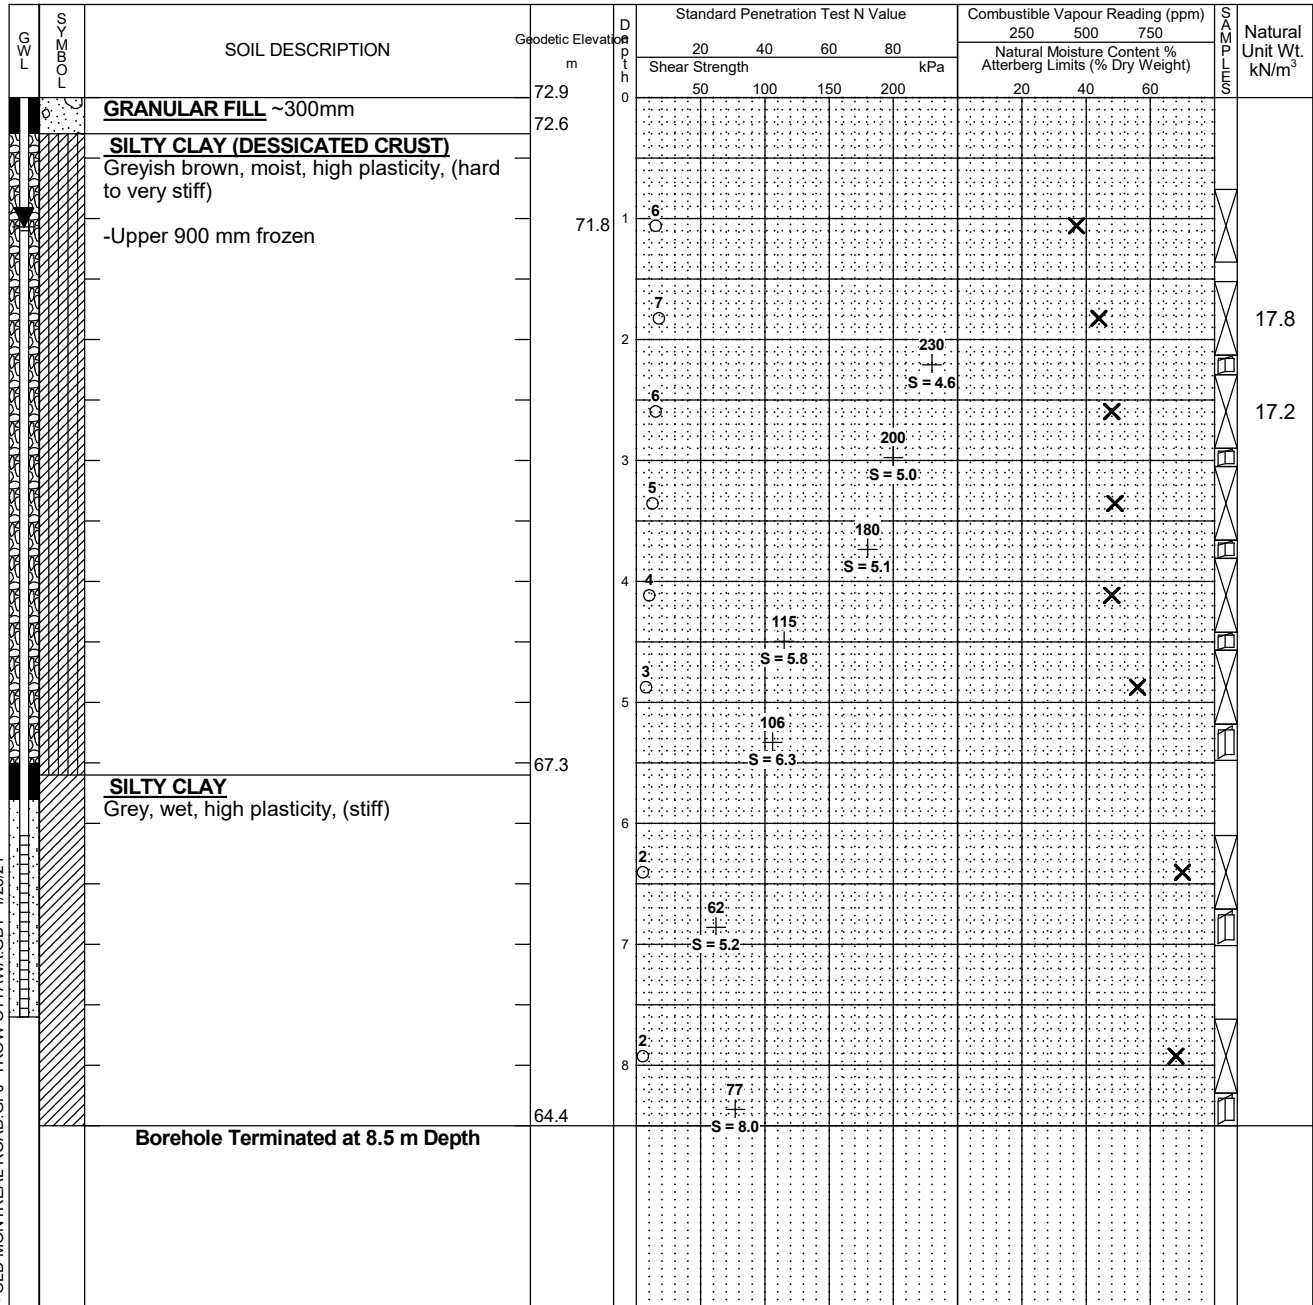 GWL
SYMBOL
SOIL DESCRIPTION
Geodetic Elevation
m
Depth
Standard Penetration Test N Value
20 40 60 80
Shear Strength kPa
50 100 150 200
Combustible Vapour Reading (ppm)
250 500 750
Natural Moisture Content %
Atterberg Limits (% Dry Weight)
20 40 60
SAMPLES
Natural
Unit Wt.
kN/m³
72.9
0
GRANULAR FILL ~300mm
72.6
SILTY CLAY (DESSICATED CRUST)
Greyish brown, moist, high plasticity, (hard
to very stiff)
6
1
-Upper 900 mm frozen
71.8
7
17.8
2
230
S = 4.6
6
17.2
200
3
S = 5.0
5
180
S = 5.1
4
4
115
S = 5.8
3
5
106
S = 6.3
67.3
SILTY CLAY
Grey, wet, high plasticity, (stiff)
6
2
62
7
S = 5.2
2
8
77
64.4
S = 8.0
Borehole Terminated at 8.5 m Depth